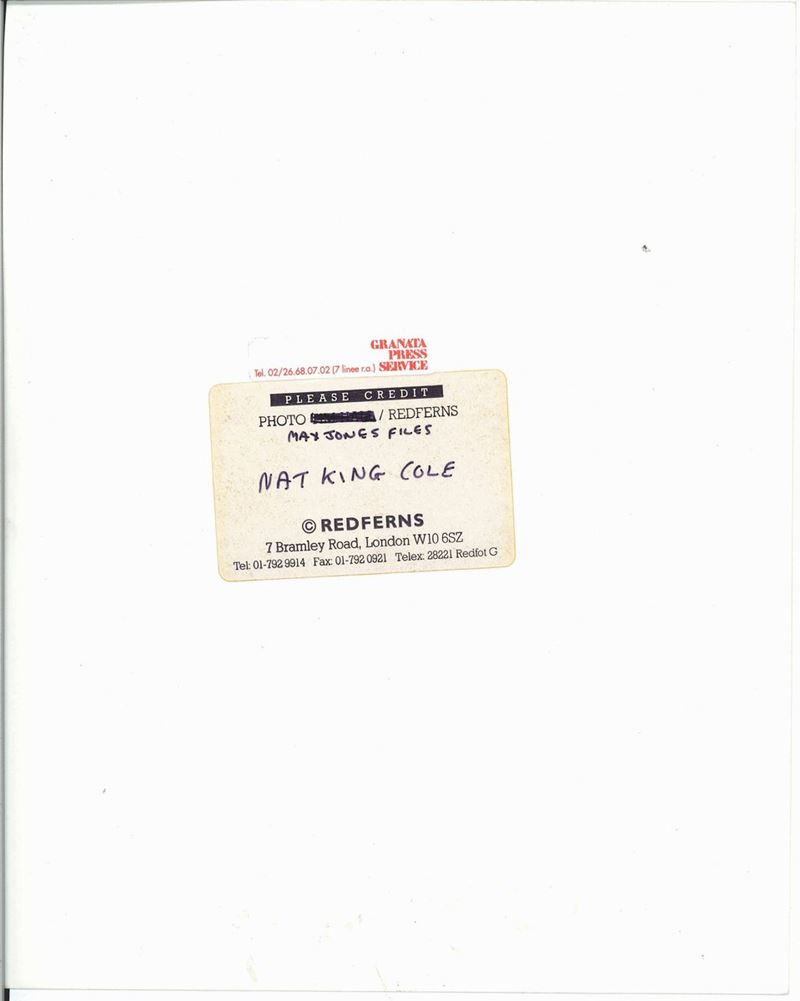 GRANATA
PRESS
Tel. 02/26.68.07.02 (7 linee r.a.) SERVICE
PLEASE CREDIT
PHOTO / REDFERNS
MAX JONES FILES
NAT KING COLE
© REDFERNS
7 Bramley Road, London W10 6SZ
Tel: 01-792 9914 Fax: 01-792 0921 Telex: 28221 Redfot G